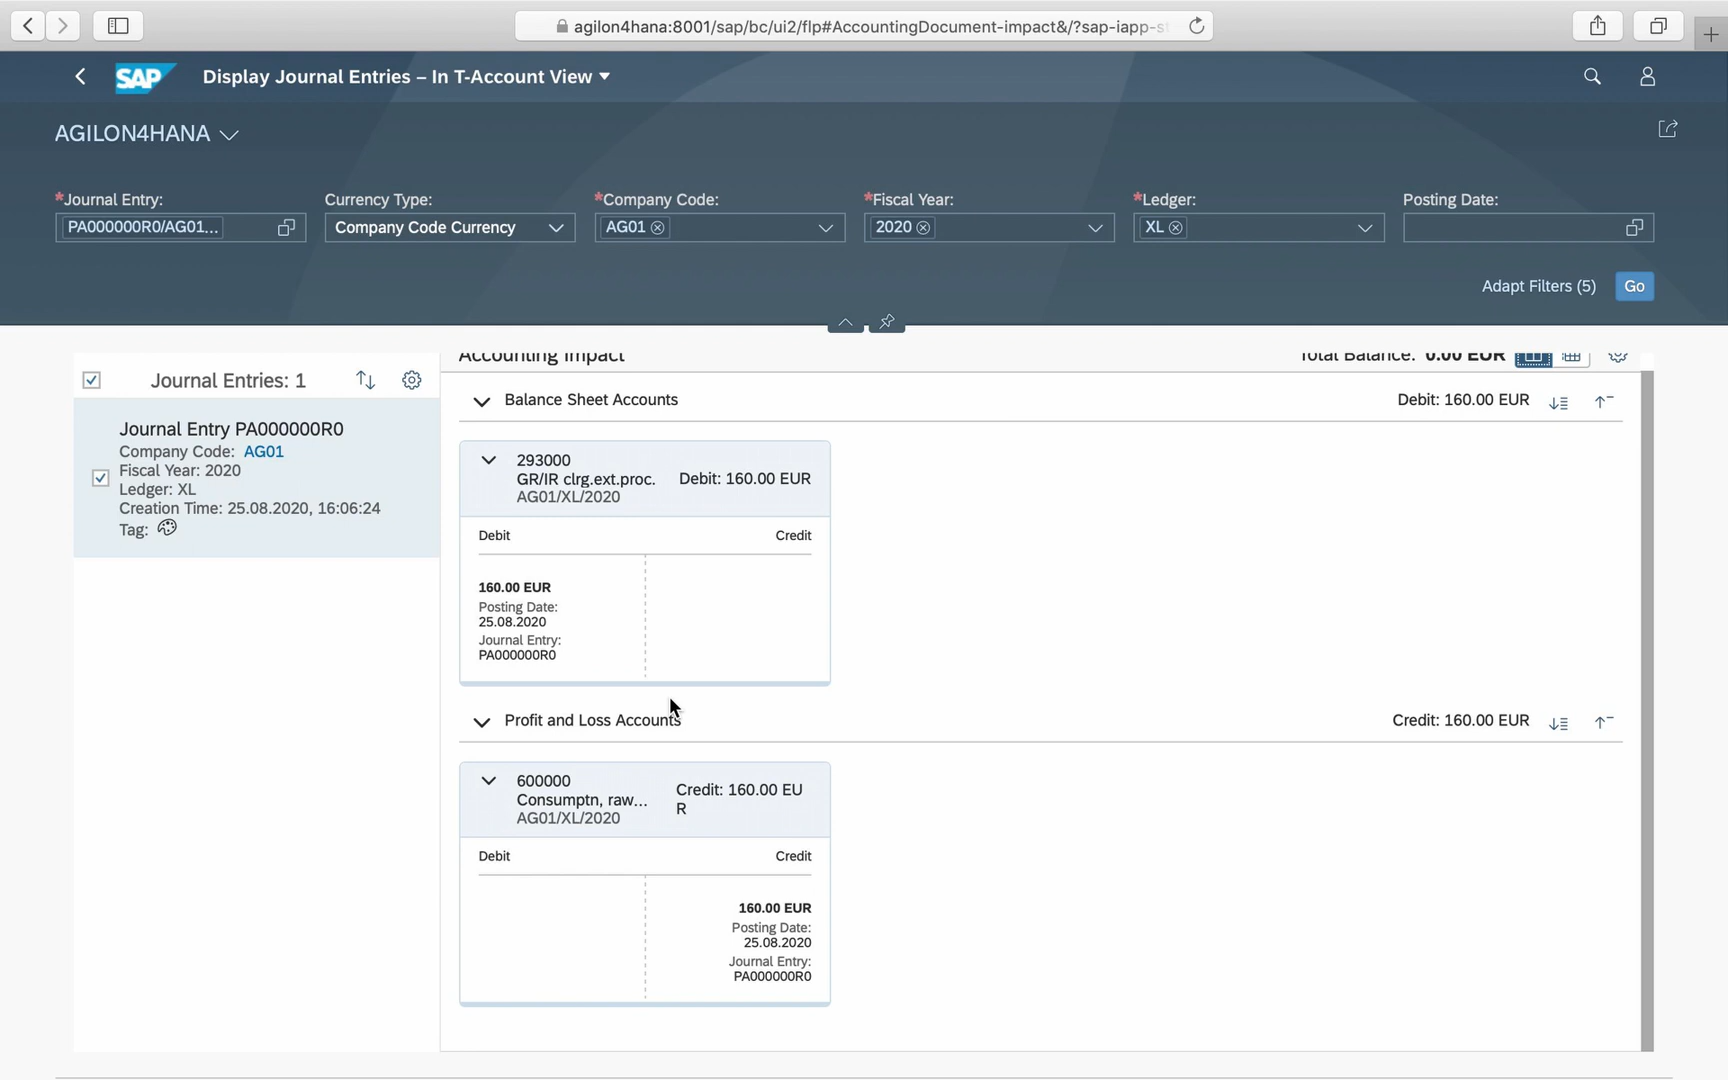 agilon4hana:8001/sap/bc/ui2/flp#AccountingDocument-impact&/?sap-iapp-st
SAP
Display Journal Entries – In T-Account View
AGILON4HANA
*Journal Entry:
Currency Type:
*Company Code:
*Fiscal Year:
*Ledger:
Posting Date:
PA000000R0/AG01...
Company Code Currency
AG01
2020
XL
Adapt Filters (5)
Go
Journal Entries: 1
Journal Entry PA000000R0
Company Code: AG01
Fiscal Year: 2020
Ledger: XL
Creation Time: 25.08.2020, 16:06:24
Tag:
Accounting Impact
Total Balance: 0.00 EUR
Balance Sheet Accounts
Debit: 160.00 EUR
293000
GR/IR clrg.ext.proc.
Debit: 160.00 EUR
AG01/XL/2020
Debit
Credit
160.00 EUR
Posting Date:
25.08.2020
Journal Entry:
PA000000R0
Profit and Loss Accounts
Credit: 160.00 EUR
600000
Consumptn, raw...
AG01/XL/2020
Credit: 160.00 EU
R
Debit
Credit
160.00 EUR
Posting Date:
25.08.2020
Journal Entry:
PA000000R0